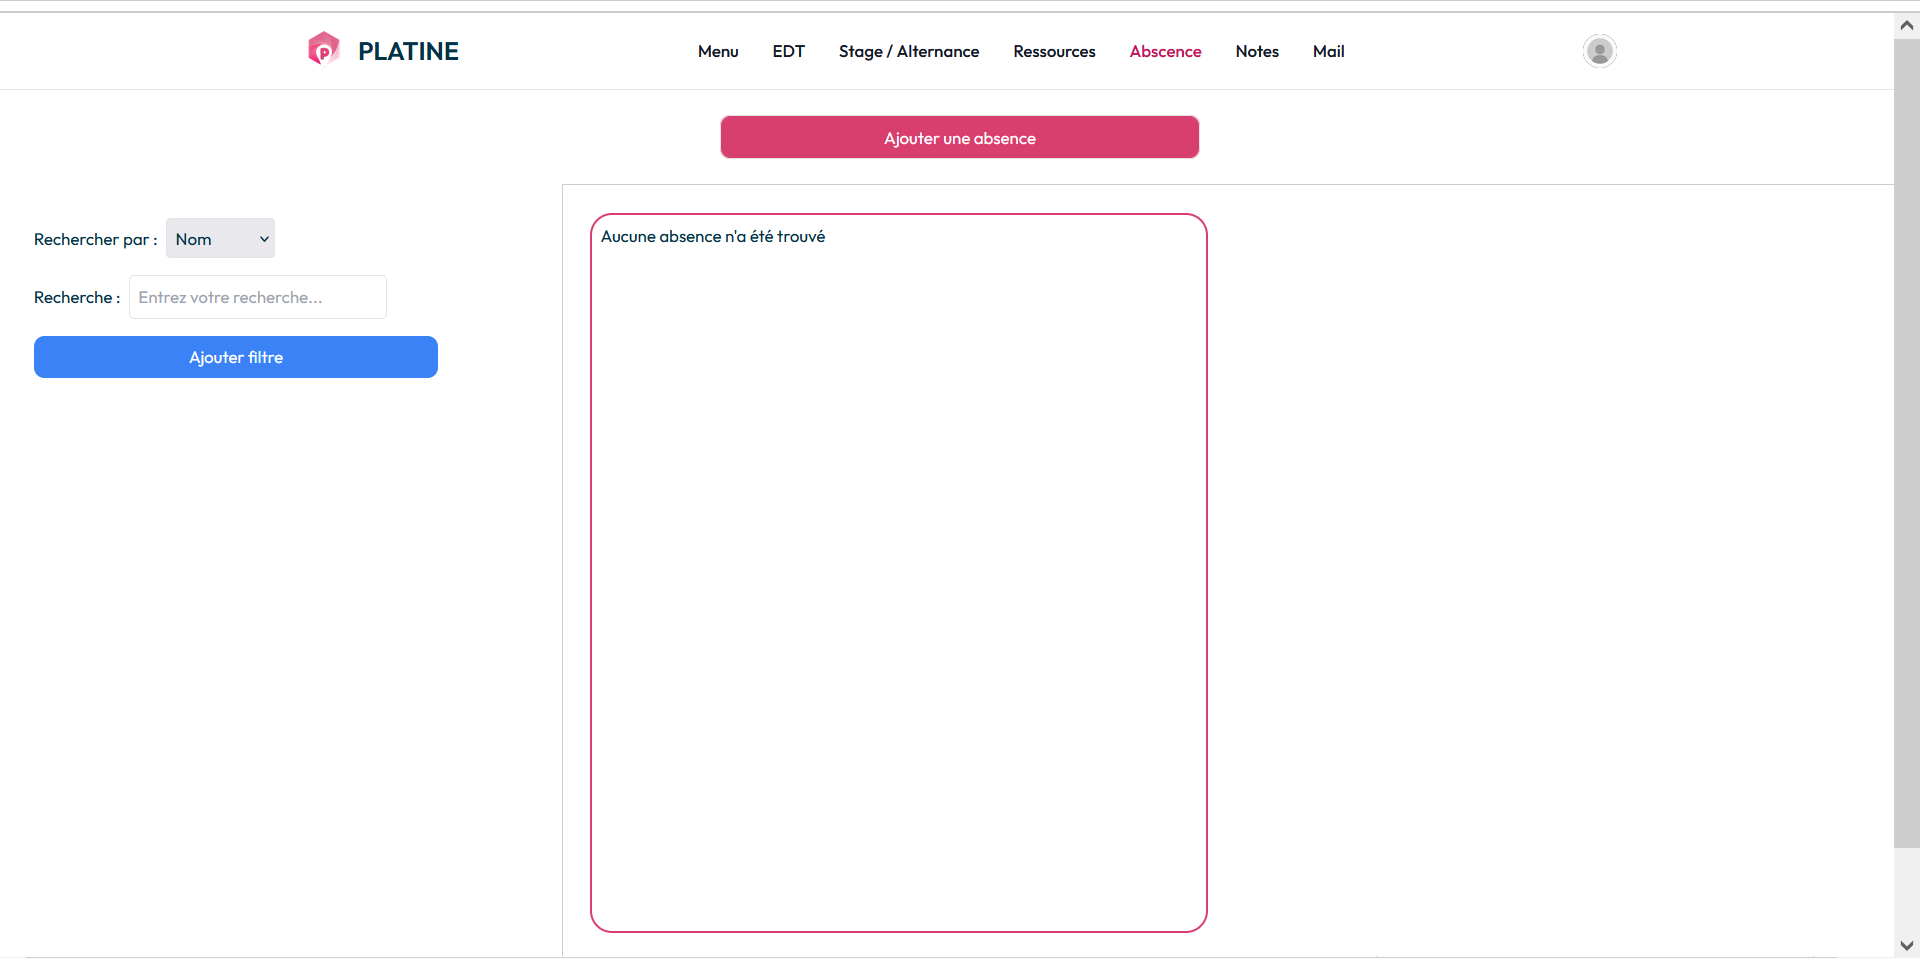 PLATINE
Menu EDT Stage / Alternance Ressources Abscence Notes Mail
Ajouter une absence
Rechercher par : Nom
Recherche : Entrez votre recherche...
Ajouter filtre
Aucune absence n'a été trouvé